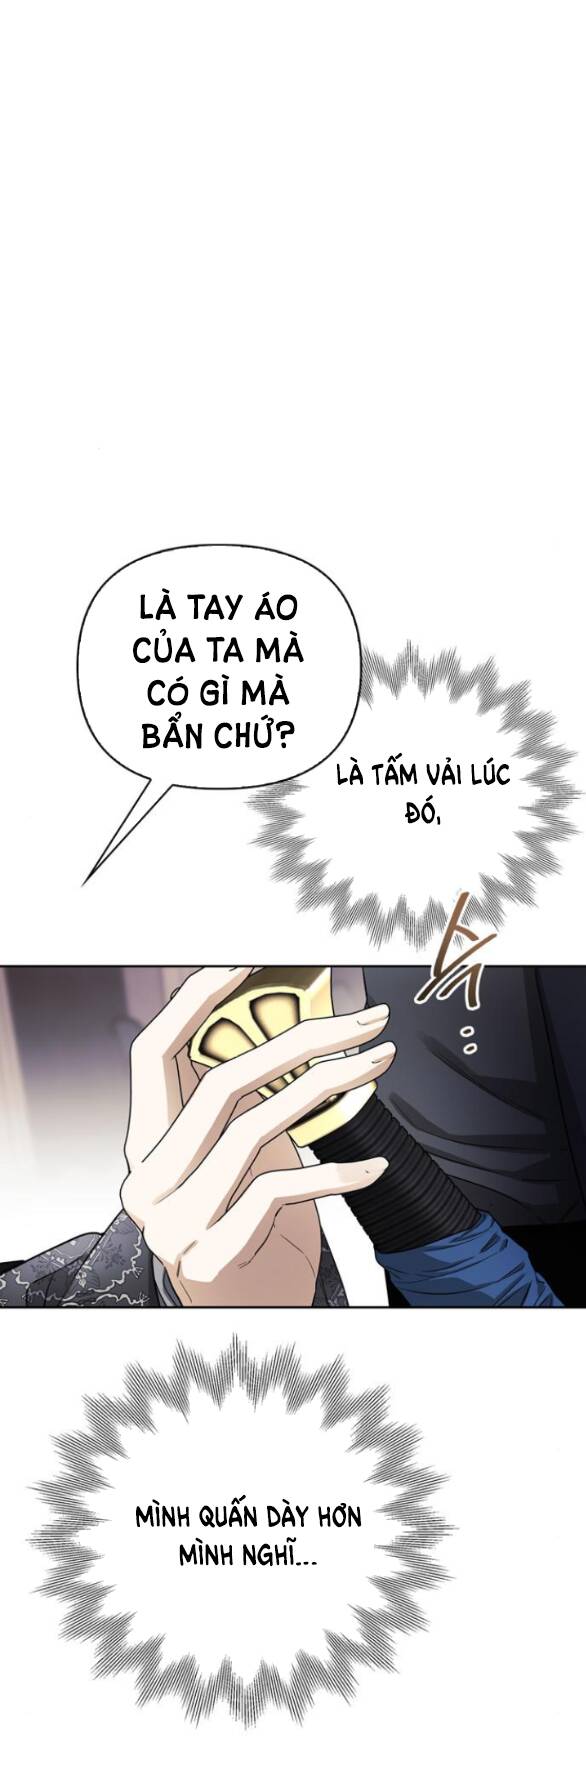 LÀ TAY ÁO
CỦA TA MÀ
CÓ GÌ MÀ
BẨN CHỨ?
LÀ TẤM VẢI LÚC
ĐÓ,
MÌNH QUẤN DÀY HƠN
MÌNH NGHĨ...